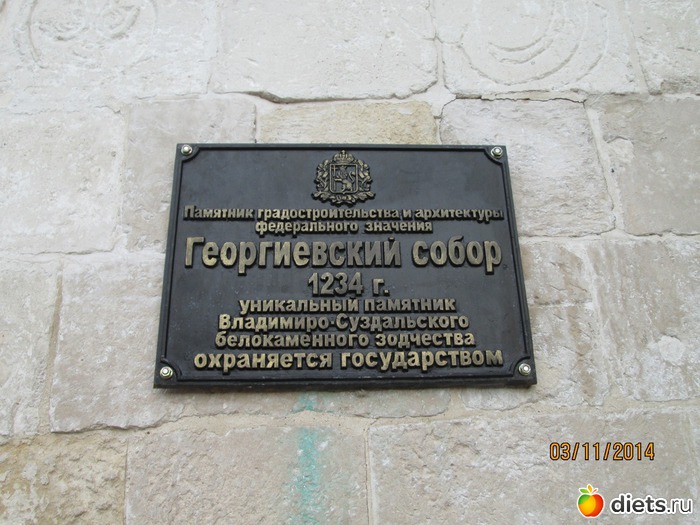 Памятник градостроительства и архитектуры
федерального значения
Георгиевский собор
1234 г.
уникальный памятник
Владимиро-Суздальского
белокаменного зодчества
охраняется государством
03/11/2014
diets.ru